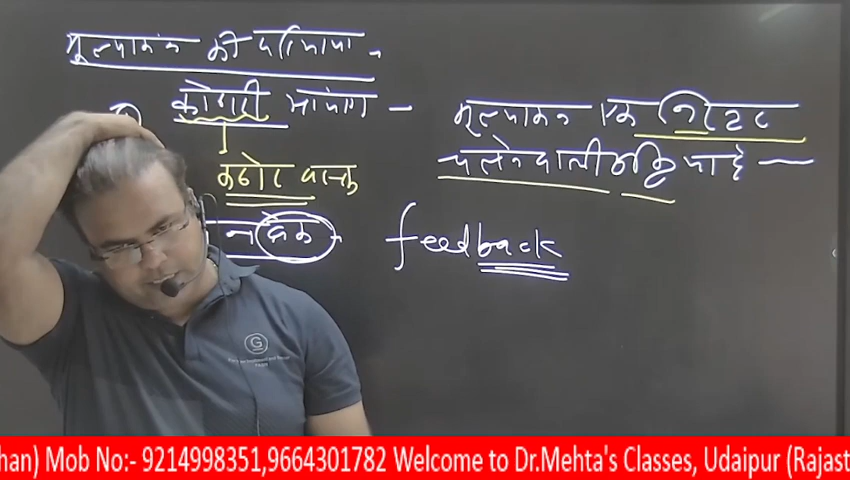 मूल्यांकन की परिभाषा -
कोठारी आयोग -
मूल्यांकन एक निरंतर
चलने वाली प्रक्रिया है
कठोर
feedback
G
han) Mob No:- 9214998351,9664301782 Welcome to Dr.Mehta's Classes, Udaipur (Rajast